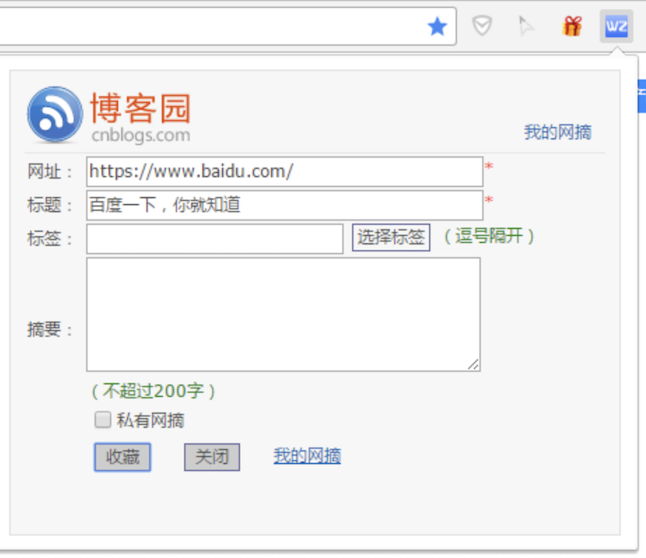 WZ
博客园
cnblogs.com
我的网摘
网址： https://www.baidu.com/ *
标题： 百度一下，你就知道 *
标签： 选择标签 （逗号隔开）
摘要：
（不超过200字）
私有网摘
收藏 关闭 我的网摘